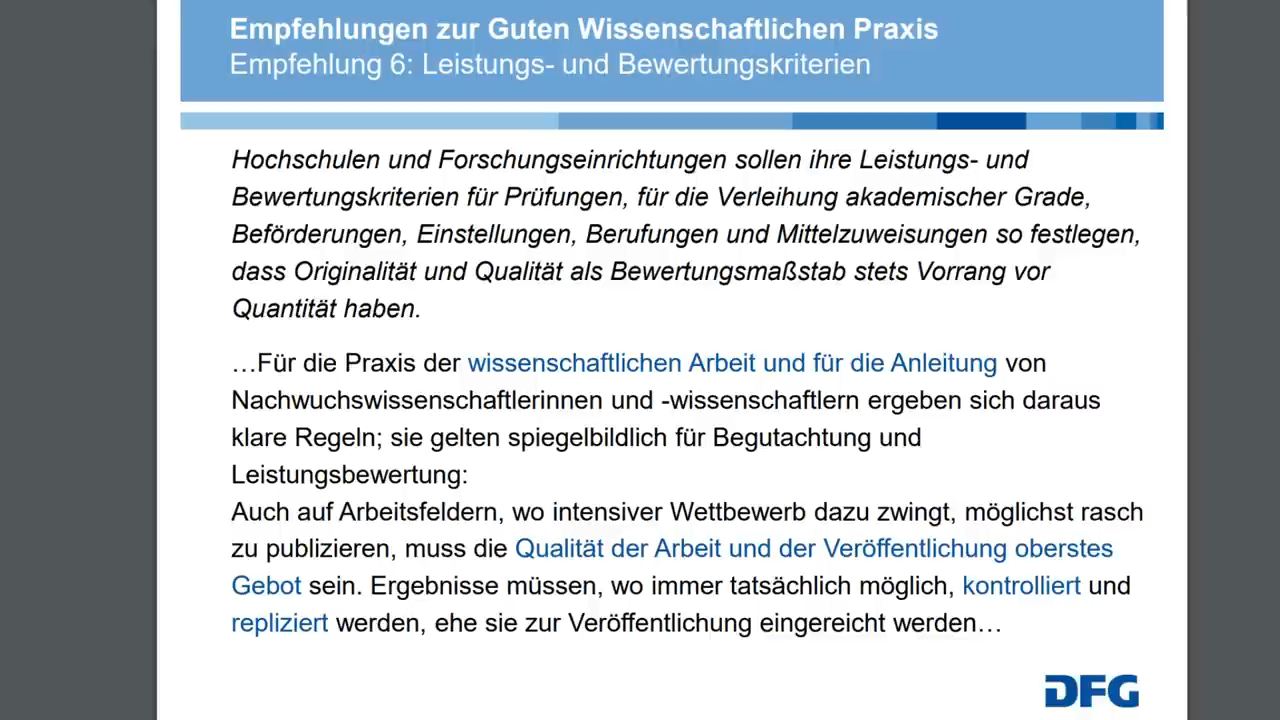 Empfehlungen zur Guten Wissenschaftlichen Praxis
Empfehlung 6: Leistungs- und Bewertungskriterien
Hochschulen und Forschungseinrichtungen sollen ihre Leistungs- und
Bewertungskriterien für Prüfungen, für die Verleihung akademischer Grade,
Beförderungen, Einstellungen, Berufungen und Mittelzuweisungen so festlegen,
dass Originalität und Qualität als Bewertungsmaßstab stets Vorrang vor
Quantität haben.
…Für die Praxis der wissenschaftlichen Arbeit und für die Anleitung von
Nachwuchswissenschaftlerinnen und -wissenschaftlern ergeben sich daraus
klare Regeln; sie gelten spiegelbildlich für Begutachtung und
Leistungsbewertung:
Auch auf Arbeitsfeldern, wo intensiver Wettbewerb dazu zwingt, möglichst rasch
zu publizieren, muss die Qualität der Arbeit und der Veröffentlichung oberstes
Gebot sein. Ergebnisse müssen, wo immer tatsächlich möglich, kontrolliert und
repliziert werden, ehe sie zur Veröffentlichung eingereicht werden…
DFG